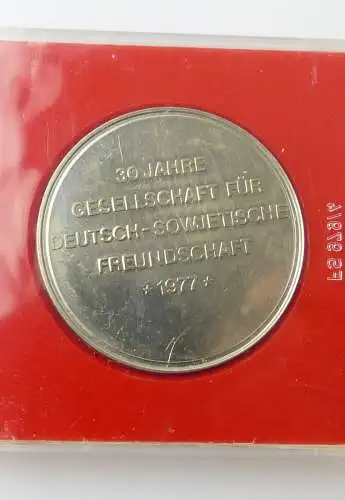 30 JAHRE
GESELLSCHAFT FÜR
DEUTSCH-SOWJETISCHE
FREUNDSCHAFT
* 1977 *